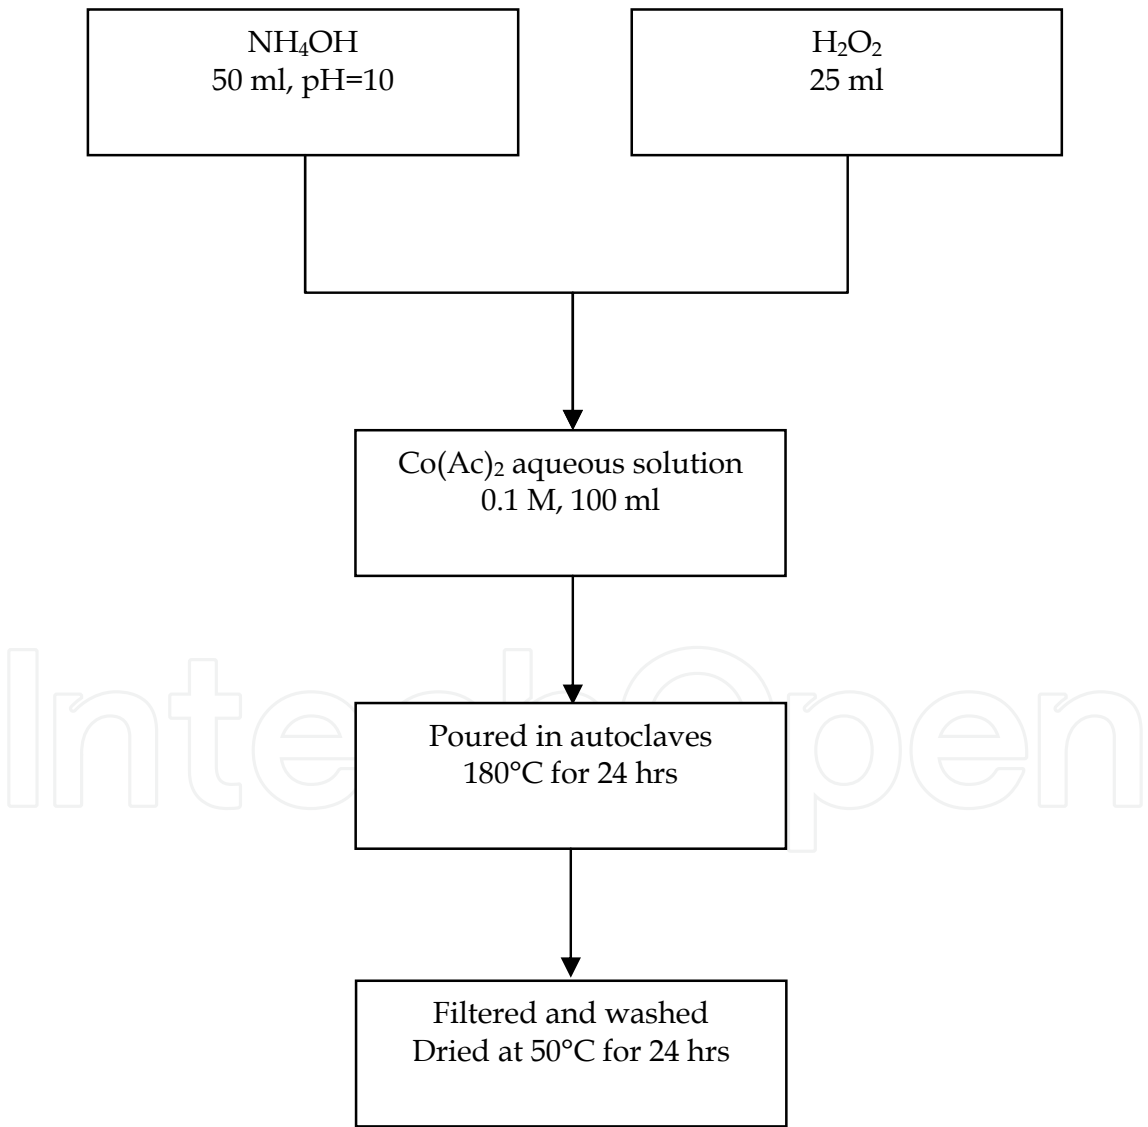 NH₄OH
50 ml, pH=10
H₂O₂
25 ml
Co(Ac)₂ aqueous solution
0.1 M, 100 ml
IntechOpen
Poured in autoclaves
180°C for 24 hrs
Filtered and washed
Dried at 50°C for 24 hrs